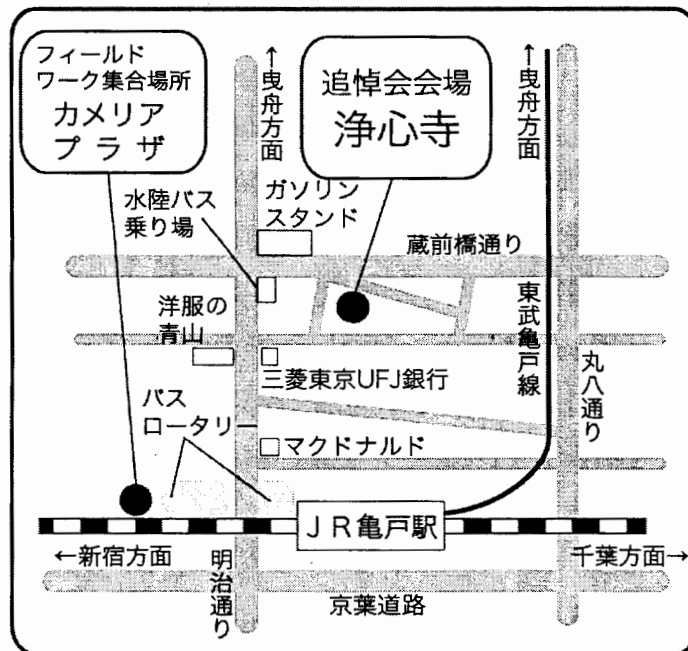 フィールド
ワーク集合場所
カメリア
プラザ
←曳舟方面
追悼会会場
浄心寺
←曳舟方面
水陸バス
乗り場
ガソリン
スタンド
蔵前橋通り
洋服の
青山
三菱東京UFJ銀行
東武亀戸線
丸八通り
バス
ロータリー
マクドナルド
JR亀戸駅
←新宿方面
明治通り
千葉方面→
京葉道路